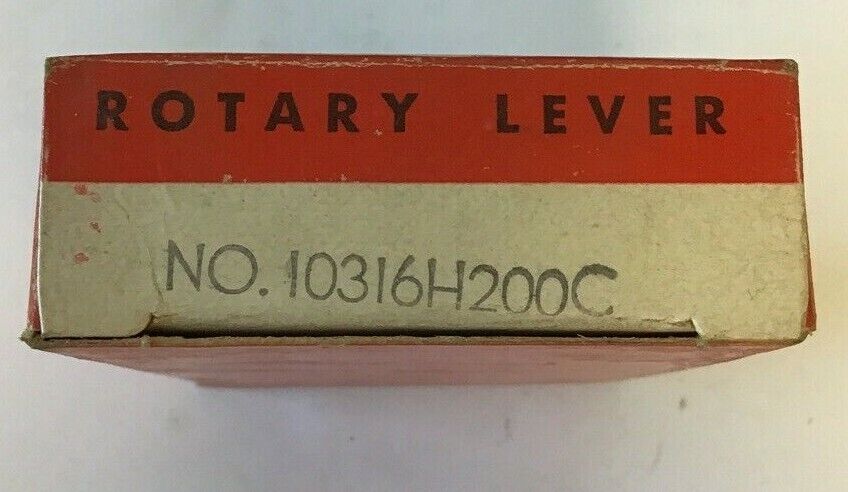 ROTARY LEVER
NO. 10316H200C